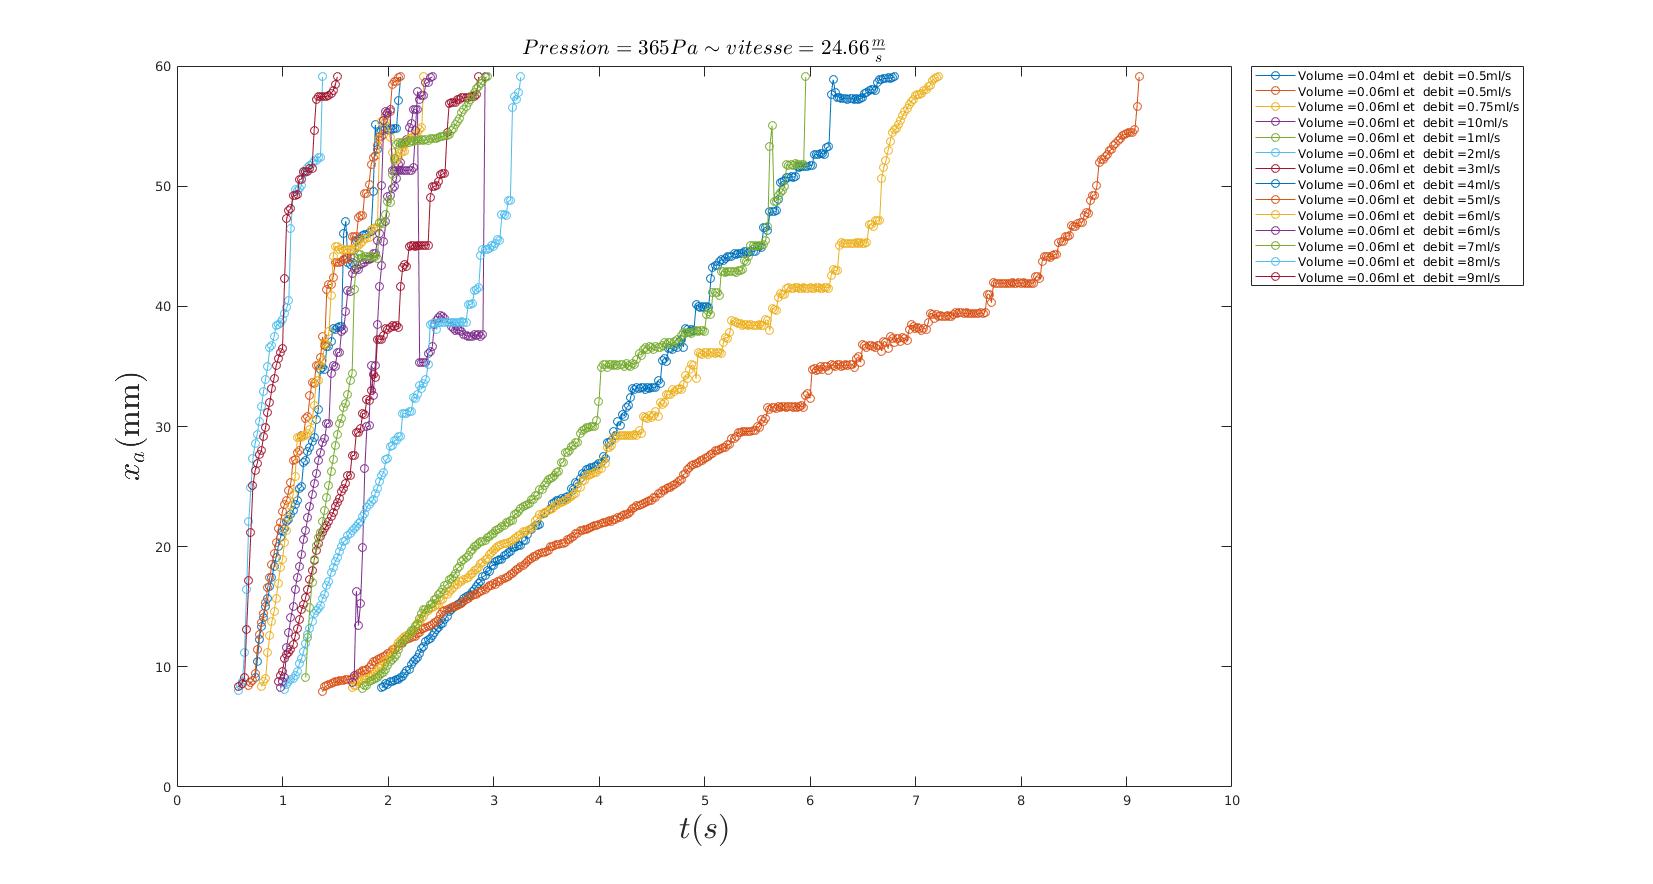 Pression = 365Pa ∼ vitesse = 24.66 m/s
60
50
40
30
20
10
0
x_a(mm)
0 1 2 3 4 5 6 7 8 9 10
t(s)
Volume =0.04ml et  debit =0.5ml/s
Volume =0.06ml et  debit =0.5ml/s
Volume =0.06ml et  debit =0.75ml/s
Volume =0.06ml et  debit =10ml/s
Volume =0.06ml et  debit =1ml/s
Volume =0.06ml et  debit =2ml/s
Volume =0.06ml et  debit =3ml/s
Volume =0.06ml et  debit =4ml/s
Volume =0.06ml et  debit =5ml/s
Volume =0.06ml et  debit =6ml/s
Volume =0.06ml et  debit =6ml/s
Volume =0.06ml et  debit =7ml/s
Volume =0.06ml et  debit =8ml/s
Volume =0.06ml et  debit =9ml/s